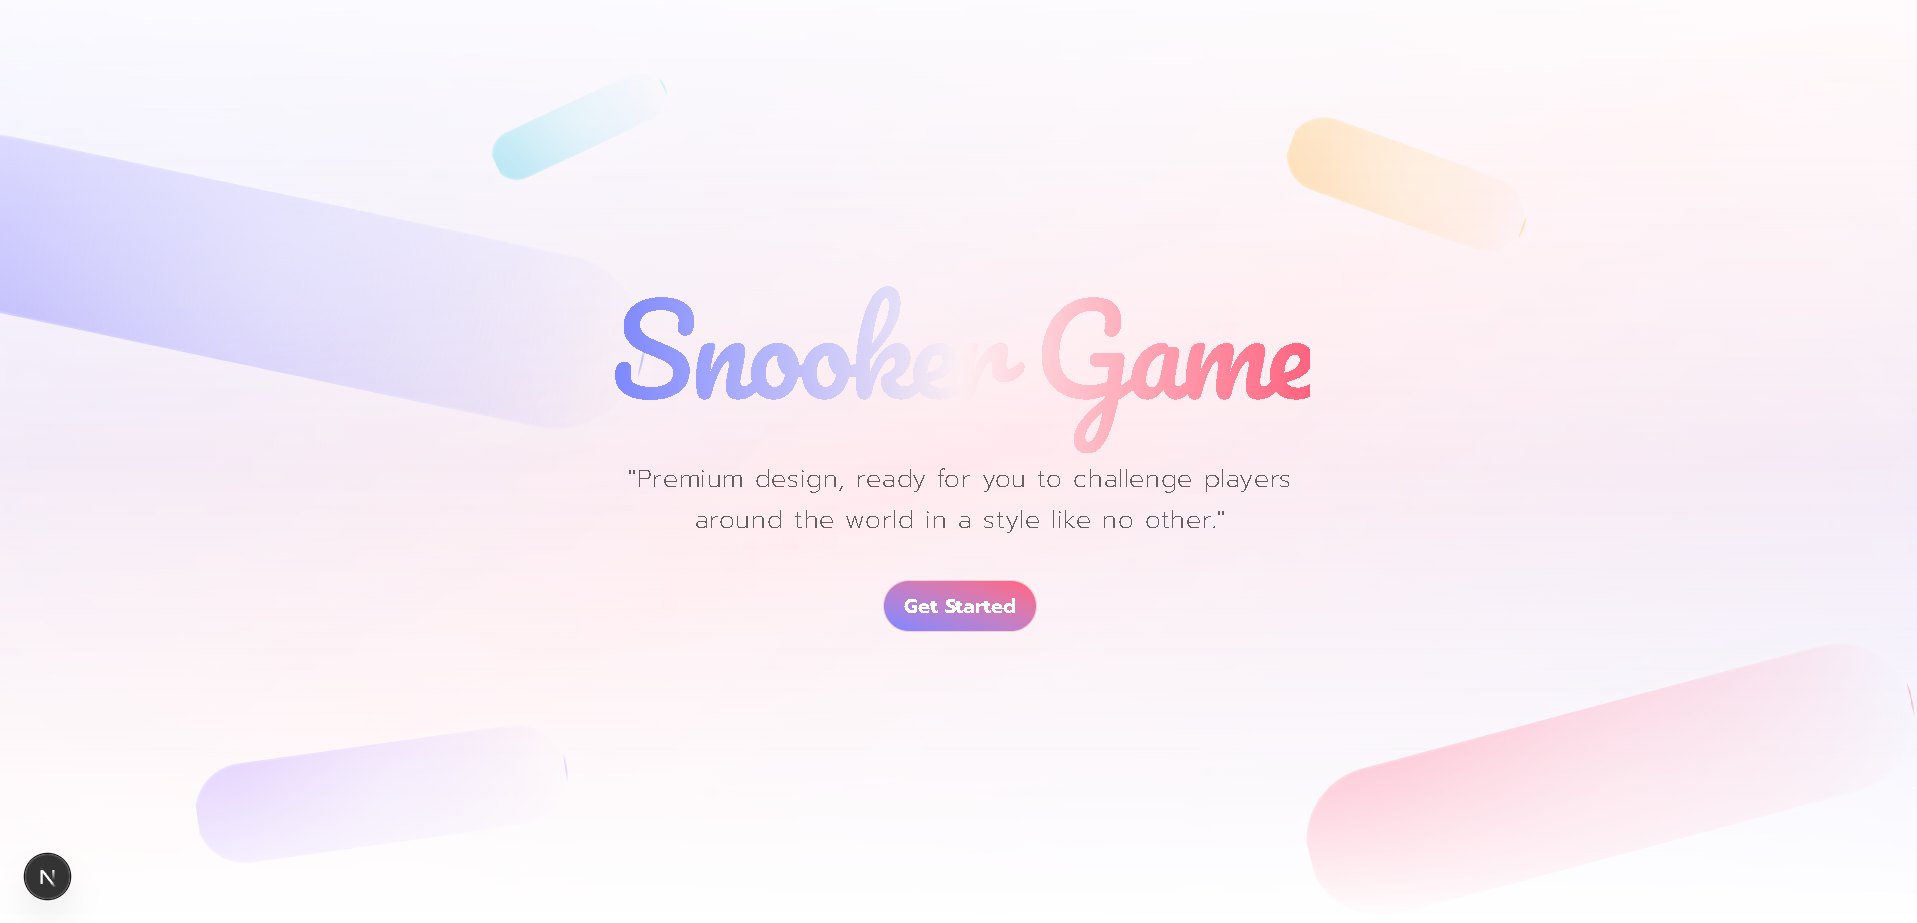 Snooker Game
"Premium design, ready for you to challenge players
around the world in a style like no other."
Get Started
N